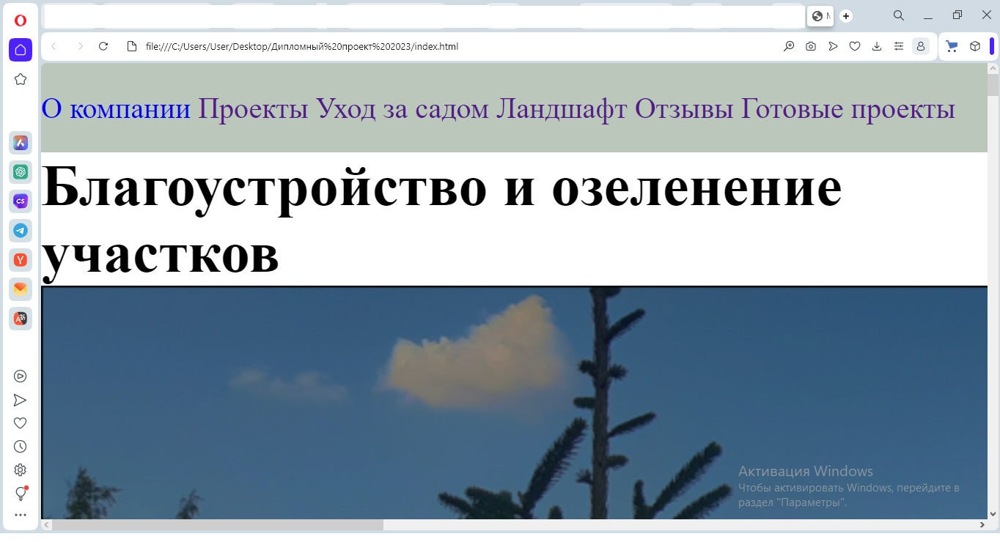 file:///C:/Users/User/Desktop/Дипломный%20проект%202023/index.html
О компании Проекты Уход за садом Ландшафт Отзывы Готовые проекты
Благоустройство и озеленение
участков
Активация Windows
Чтобы активировать Windows, перейдите в
раздел "Параметры".